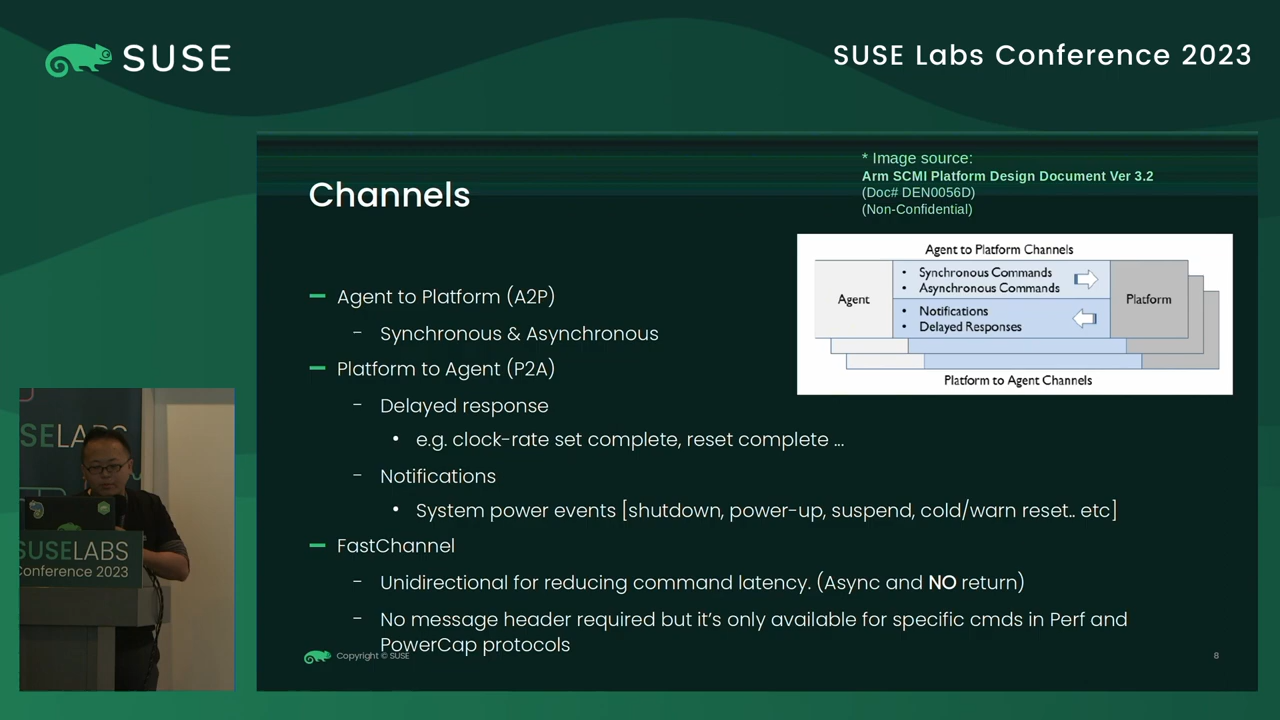 SUSE
SUSE Labs Conference 2023
* Image source:
Arm SCMI Platform Design Document Ver 3.2
(Doc# DEN0056D)
(Non-Confidential)
Channels
Agent to Platform Channels
Agent
• Synchronous Commands
• Asynchronous Commands
• Notifications
• Delayed Responses
Platform
Platform to Agent Channels
– Agent to Platform (A2P)
– Synchronous & Asynchronous
– Platform to Agent (P2A)
– Delayed response
• e.g. clock-rate set complete, reset complete ...
– Notifications
• System power events [shutdown, power-up, suspend, cold/warn reset.. etc]
– FastChannel
– Unidirectional for reducing command latency. (Async and NO return)
– No message header required but it's only available for specific cmds in Perf and
PowerCap protocols
Copyright © SUSE
8
SELABS
SUSELABS
Conference 2023